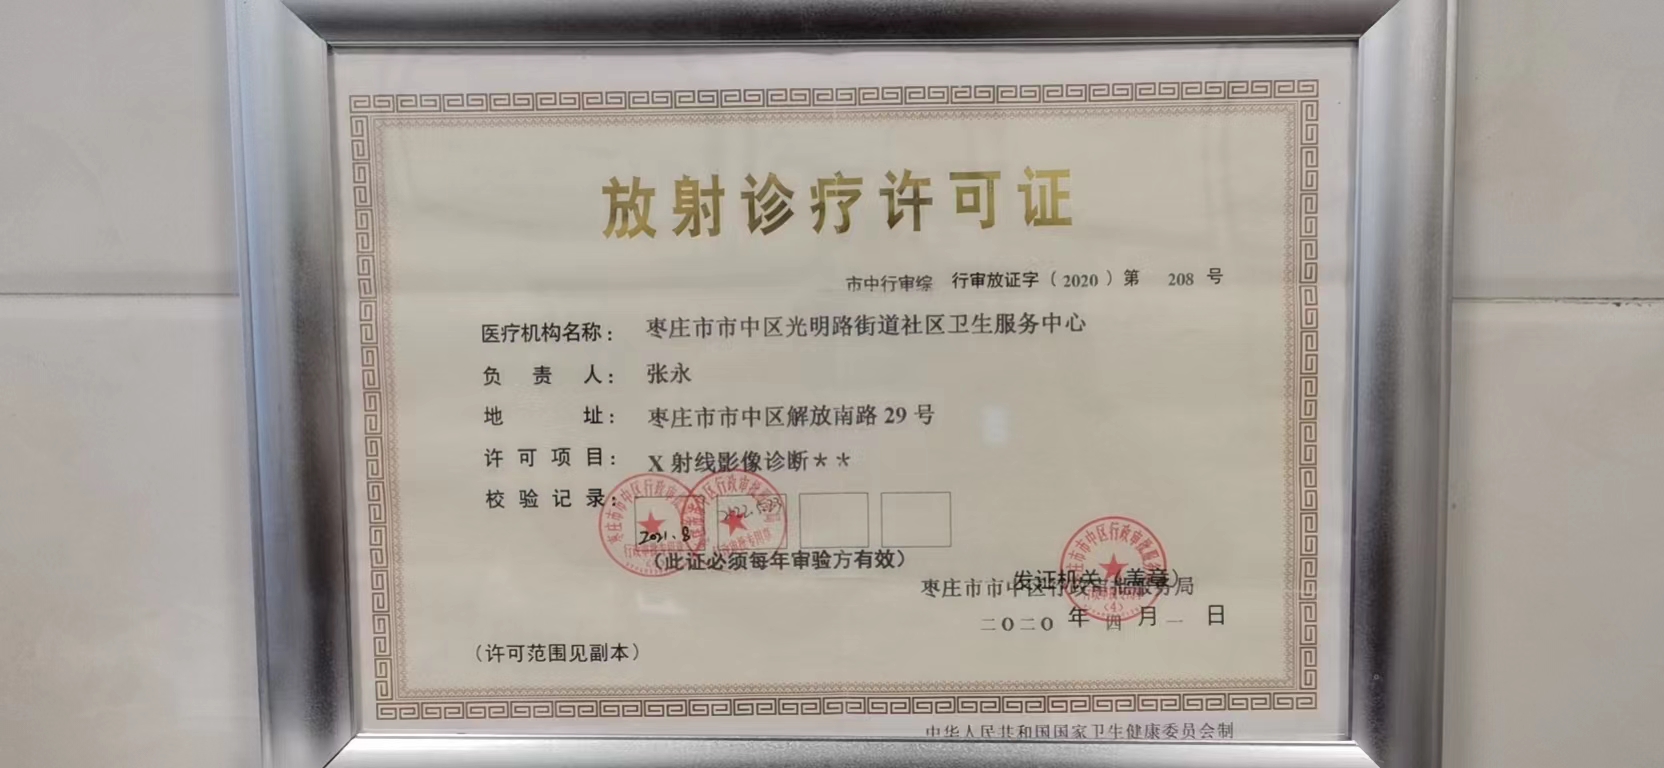 放射诊疗许可证
市中行审综 行审放证字（2020）第 208 号
医疗机构名称： 枣庄市市中区光明路街道社区卫生服务中心
负责人： 张永
地址： 枣庄市市中区解放南路 29 号
许可项目： X 射线影像诊断＊＊
校验记录：
2021.8
2022.5.23
（此证必须每年审验方有效）
发证机关（盖章）
枣庄市市中区行政审批服务局
二〇二〇 年 四 月 一 日
（许可范围见副本）
中华人民共和国国家卫生健康委员会制